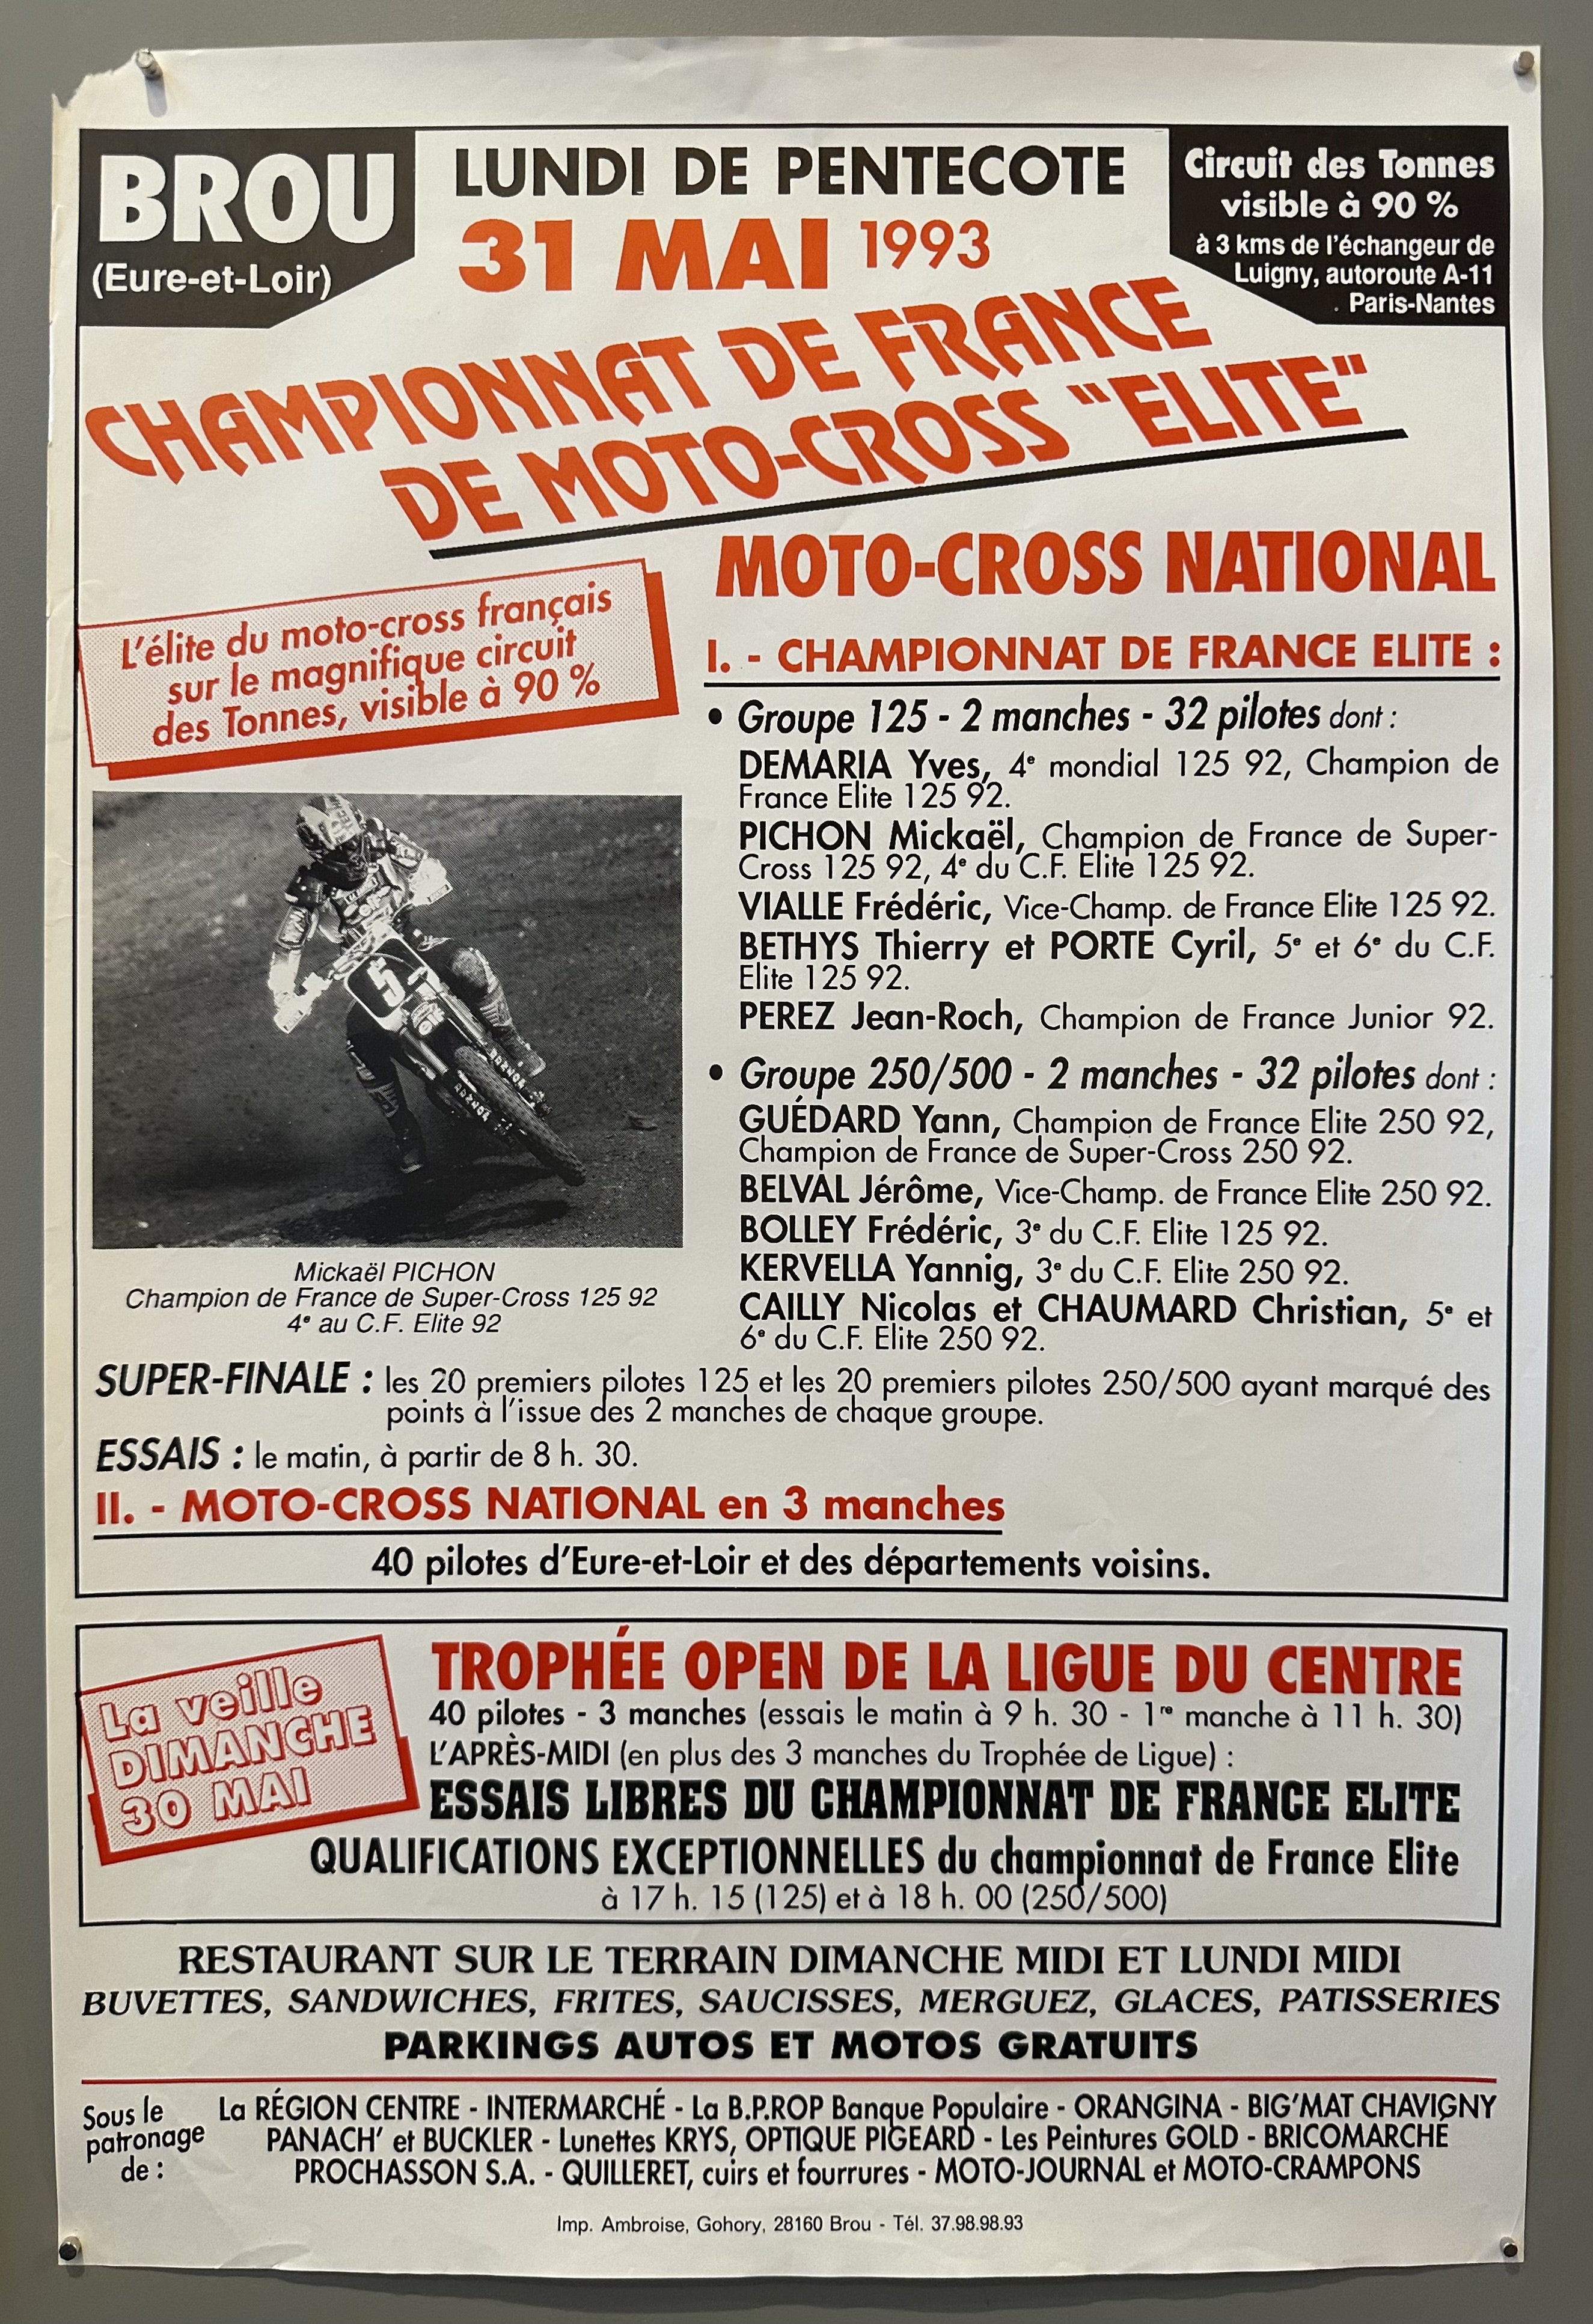 BROU
(Eure-et-Loir)
LUNDI DE PENTECOTE
31 MAI 1993
Circuit des Tonnes
visible à 90 %
à 3 kms de l'échangeur de
Luigny, autoroute A-11
Paris-Nantes
CHAMPIONNAT DE FRANCE
DE MOTO-CROSS "ELITE"
MOTO-CROSS NATIONAL
L'élite du moto-cross français
sur le magnifique circuit
des Tonnes, visible à 90 %
5
Mickaël PICHON
Champion de France de Super-Cross 125 92
4e au C.F. Elite 92
I. - CHAMPIONNAT DE FRANCE ELITE :
• Groupe 125 - 2 manches - 32 pilotes dont :
DEMARIA Yves, 4e mondial 125 92, Champion de
France Elite 125 92.
PICHON Mickaël, Champion de France de Super-
Cross 125 92, 4e du C.F. Elite 125 92.
VIALLE Frédéric, Vice-Champ. de France Elite 125 92.
BETHYS Thierry et PORTE Cyril, 5e et 6e du C.F.
Elite 125 92.
PEREZ Jean-Roch, Champion de France Junior 92.
• Groupe 250/500 - 2 manches - 32 pilotes dont :
GUÉDARD Yann, Champion de France Elite 250 92,
Champion de France de Super-Cross 250 92.
BELVAL Jérôme, Vice-Champ. de France Elite 250 92.
BOLLEY Frédéric, 3e du C.F. Elite 125 92.
KERVELLA Yannig, 3e du C.F. Elite 250 92.
CAILLY Nicolas et CHAUMARD Christian, 5e et
6e du C.F. Elite 250 92.
SUPER-FINALE : les 20 premiers pilotes 125 et les 20 premiers pilotes 250/500 ayant marqué des
points à l'issue des 2 manches de chaque groupe.
ESSAIS : le matin, à partir de 8 h. 30.
II. - MOTO-CROSS NATIONAL en 3 manches
40 pilotes d'Eure-et-Loir et des départements voisins.
La veille
DIMANCHE
30 MAI
TROPHÉE OPEN DE LA LIGUE DU CENTRE
40 pilotes - 3 manches (essais le matin à 9 h. 30 - 1re manche à 11 h. 30)
L'APRÈS-MIDI (en plus des 3 manches du Trophée de Ligue) :
ESSAIS LIBRES DU CHAMPIONNAT DE FRANCE ELITE
QUALIFICATIONS EXCEPTIONNELLES du championnat de France Elite
à 17 h. 15 (125) et à 18 h. 00 (250/500)
RESTAURANT SUR LE TERRAIN DIMANCHE MIDI ET LUNDI MIDI
BUVETTES, SANDWICHES, FRITES, SAUCISSES, MERGUEZ, GLACES, PATISSERIES
PARKINGS AUTOS ET MOTOS GRATUITS
Sous le
patronage
de :
La RÉGION CENTRE - INTERMARCHÉ - La B.P.ROP Banque Populaire - ORANGINA - BIG'MAT CHAVIGNY
PANACH' et BUCKLER - Lunettes KRYS, OPTIQUE PIGEARD - Les Peintures GOLD - BRICOMARCHÉ
PROCHASSON S.A. - QUILLERET, cuirs et fourrures - MOTO-JOURNAL et MOTO-CRAMPONS
Imp. Ambroise, Gohory, 28160 Brou - Tél. 37.98.98.93